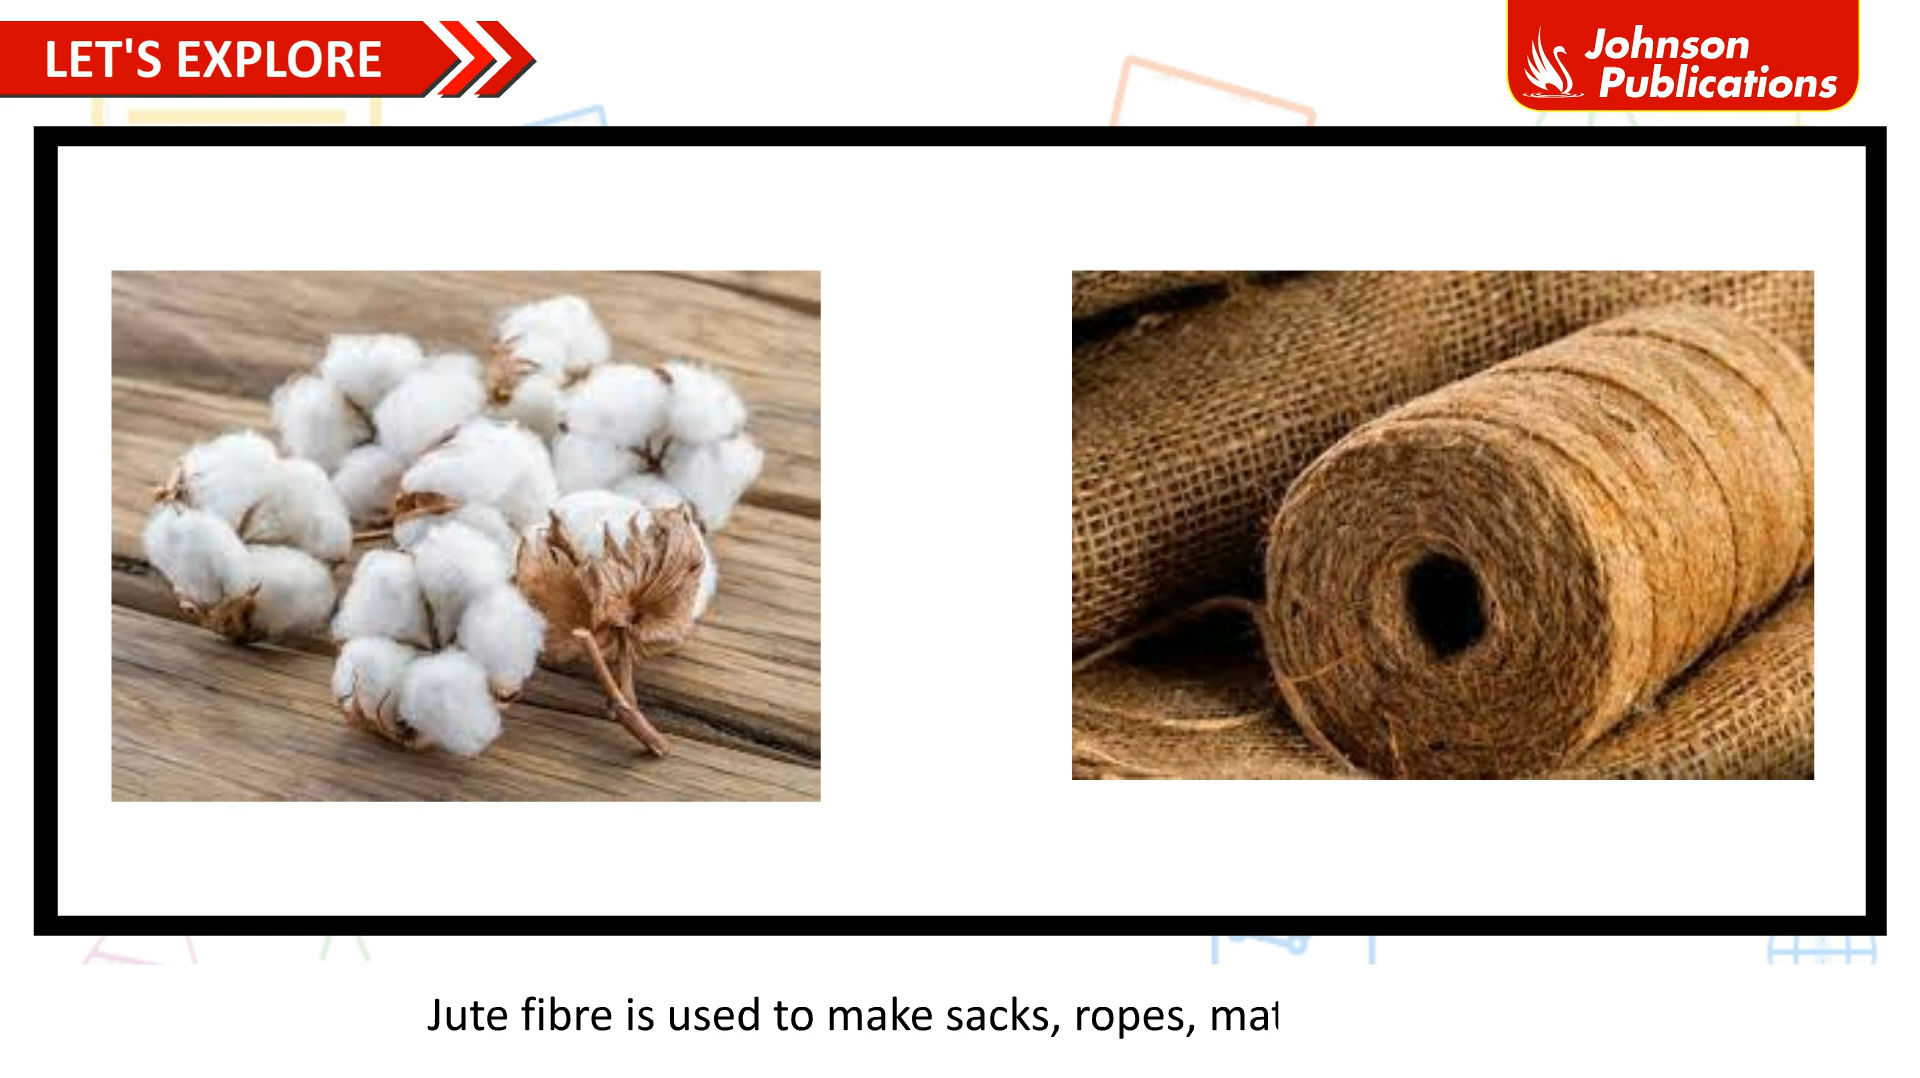 LET'S EXPLORE
Johnson
Publications
Jute fibre is used to make sacks, ropes,